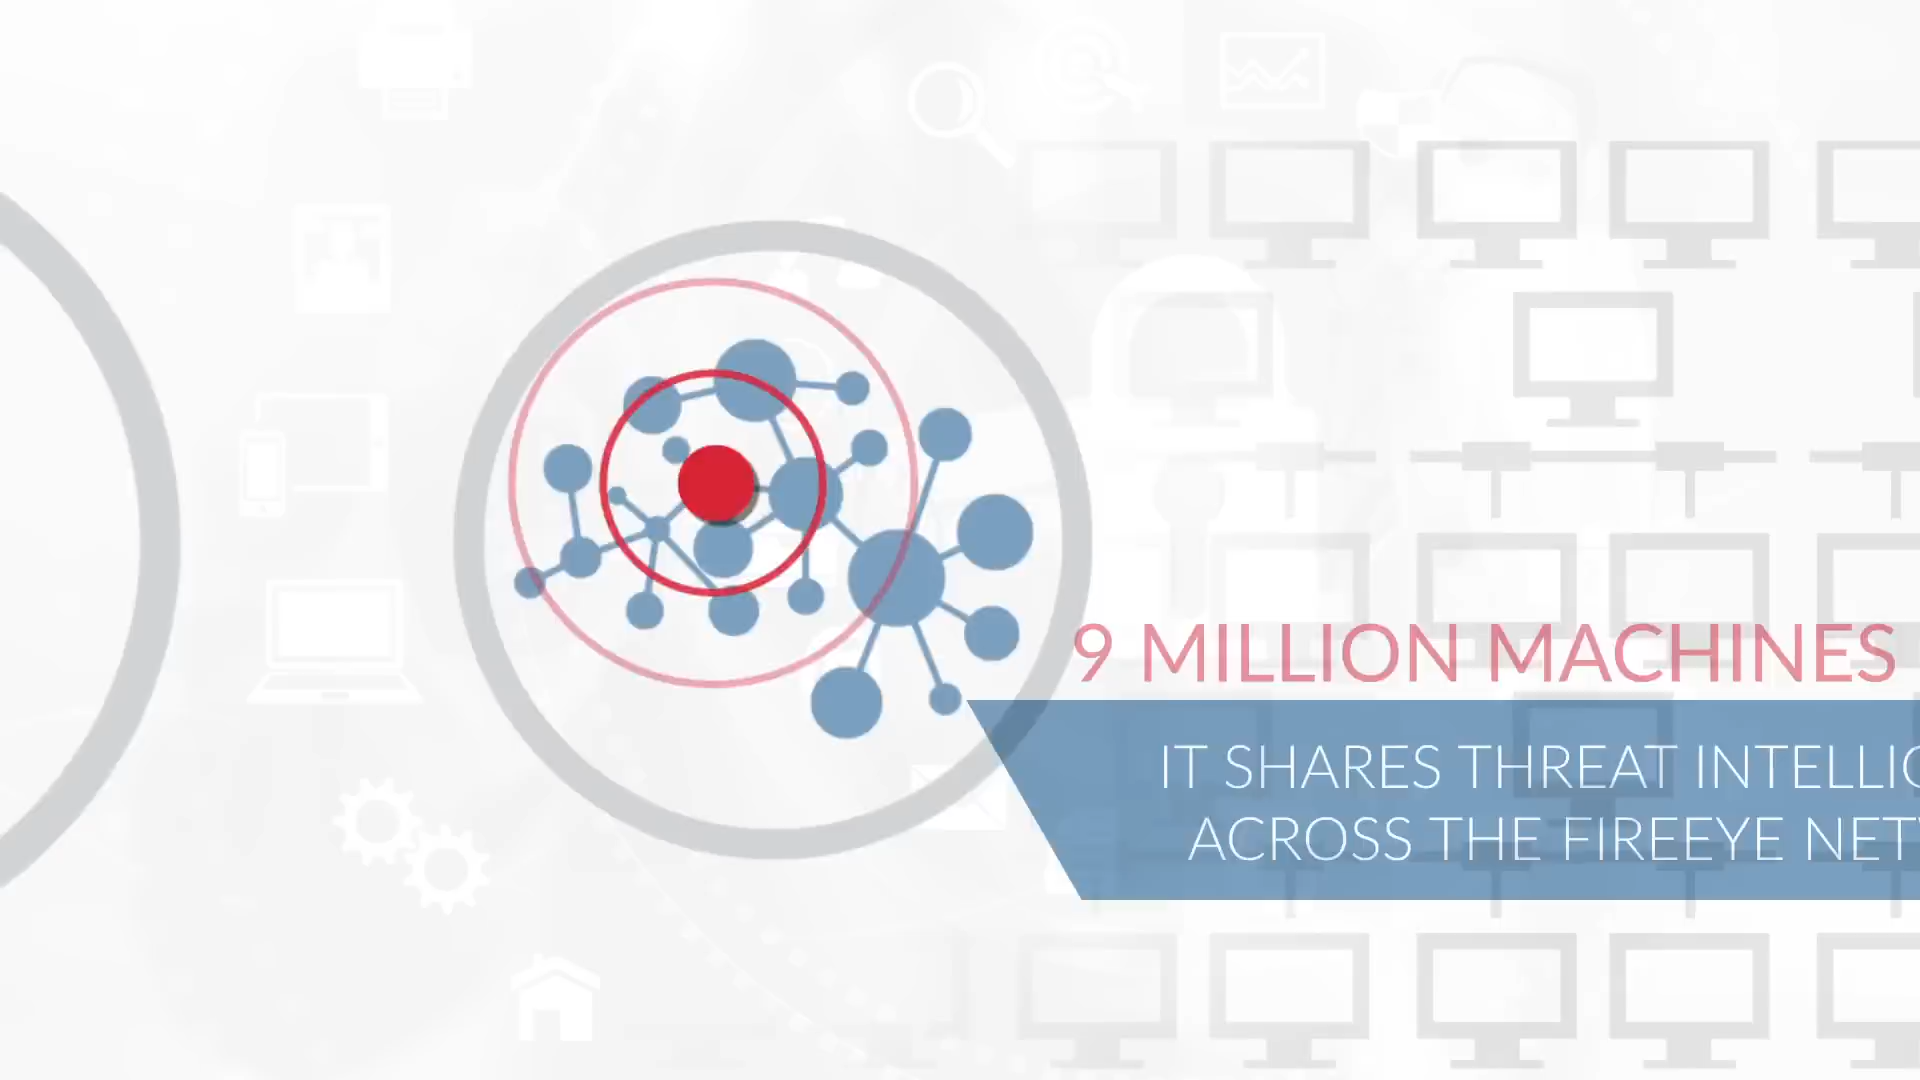 9 MILLION MACHINES
IT SHARES THREAT
ACROSS THE FIREEYE